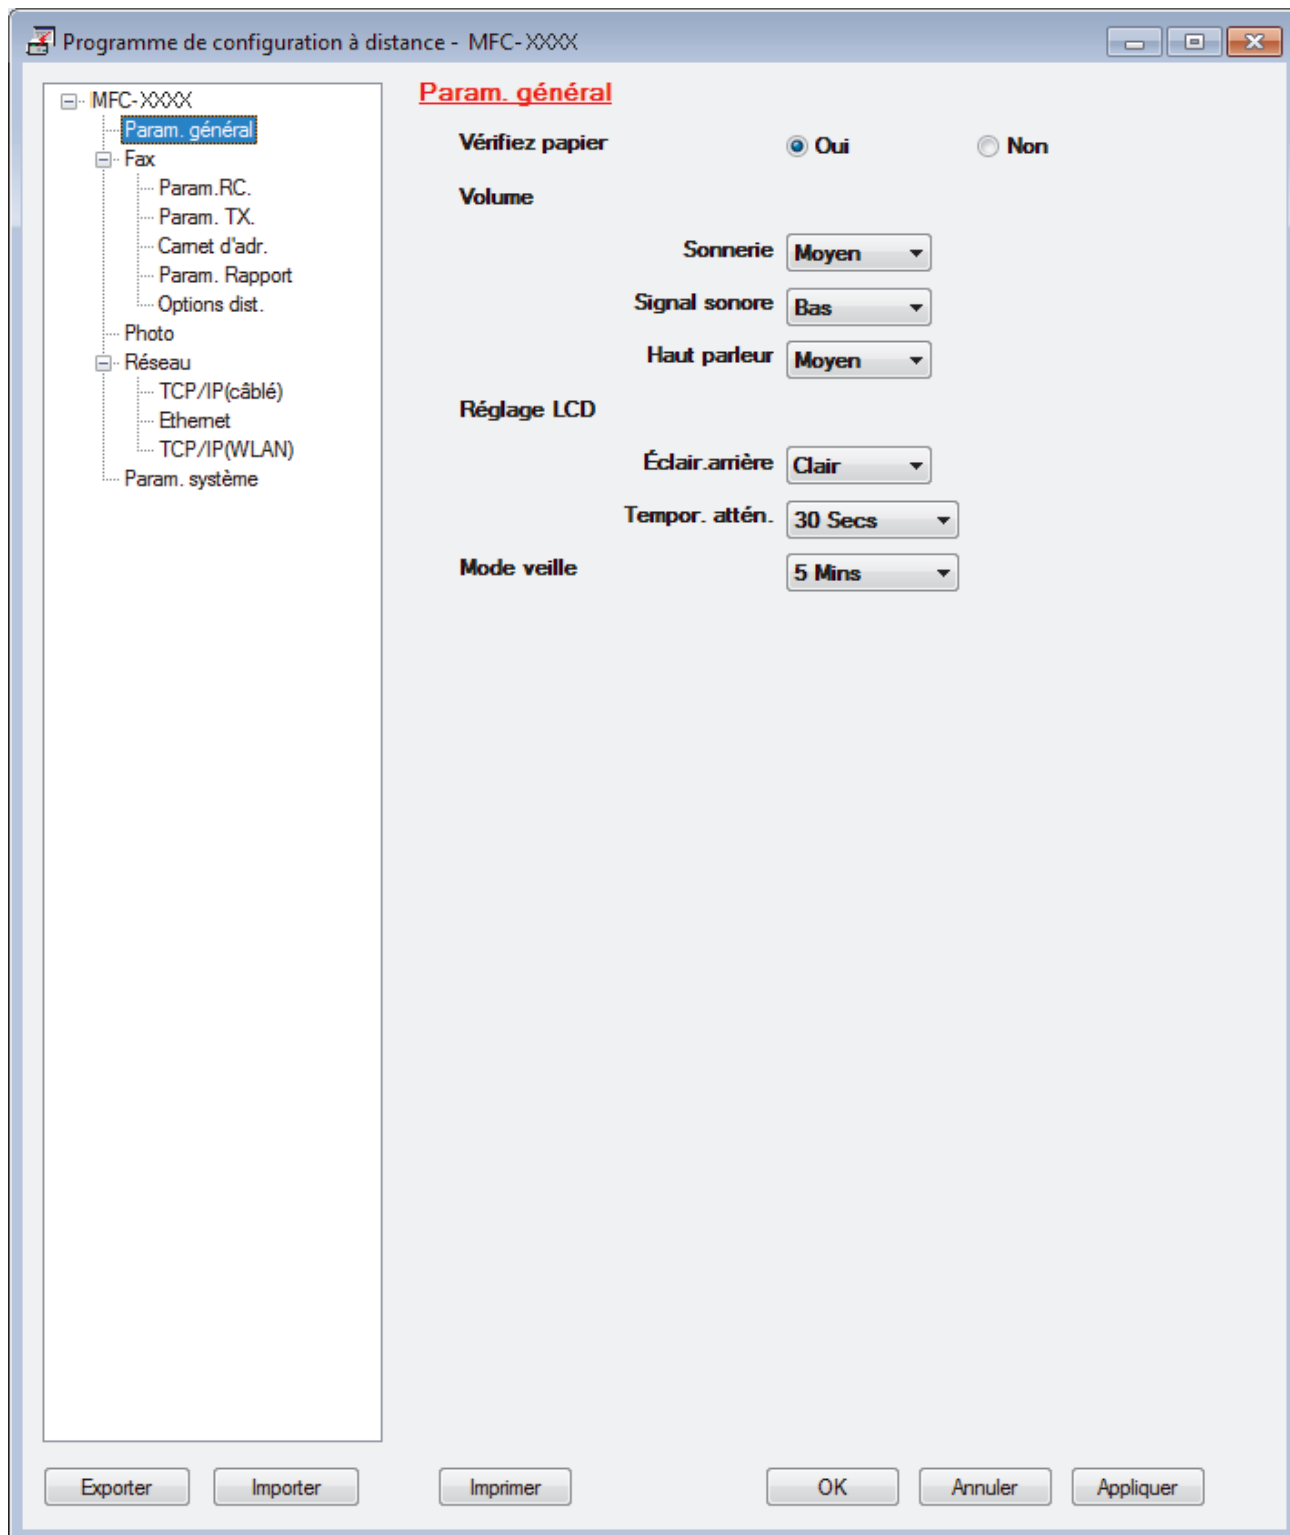 Programme de configuration à distance - MFC-XXXX
MFC-XXXX
Param. général
Fax
Param.RC.
Param. TX.
Carnet d'adr.
Param. Rapport
Options dist.
Photo
Réseau
TCP/IP(câblé)
Ethernet
TCP/IP(WLAN)
Param. système
Param. général
Vérifiez papier Oui Non
Volume
Sonnerie Moyen
Signal sonore Bas
Haut parleur Moyen
Réglage LCD
Éclair.arrière Clair
Tempor. attén. 30 Secs
Mode veille 5 Mins
Exporter Importer Imprimer OK Annuler Appliquer